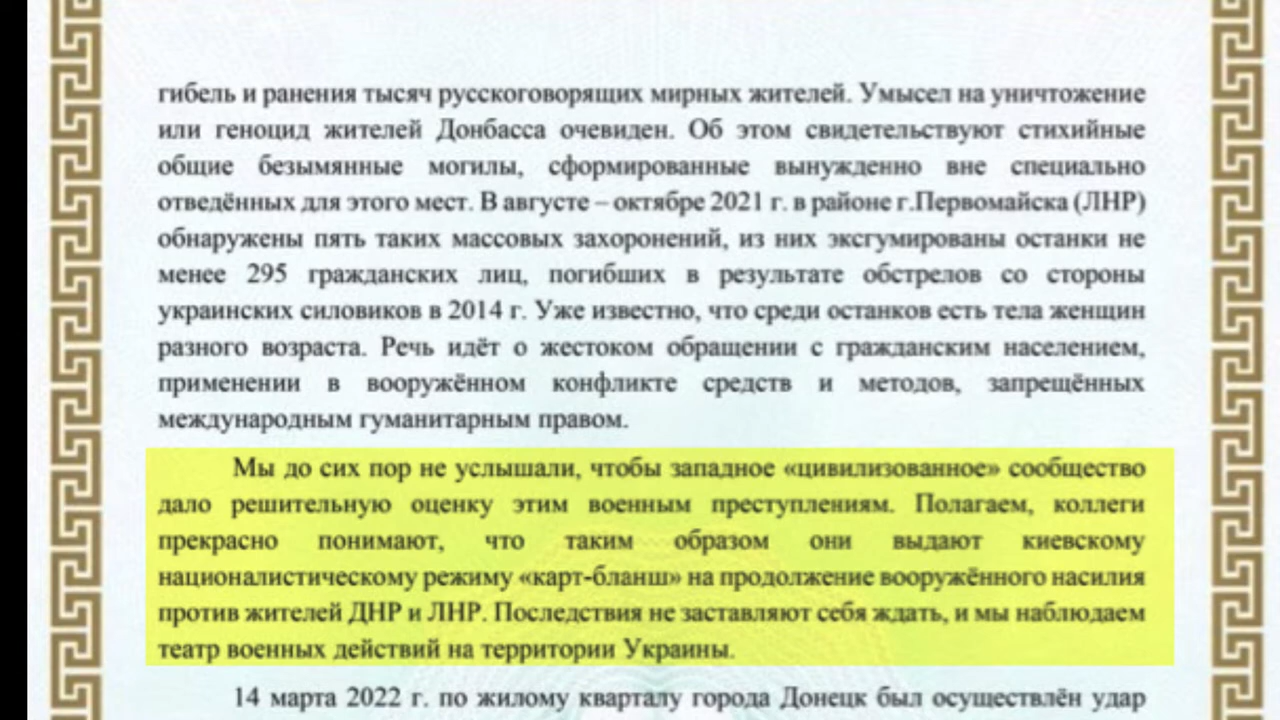 гибель и ранения тысяч русскоговорящих мирных жителей. Умысел на уничтожение
или геноцид жителей Донбасса очевиден. Об этом свидетельствуют стихийные
общие безымянные могилы, сформированные вынужденно вне специально
отведённых для этого мест. В августе – октябре 2021 г. в районе г.Первомайска (ЛНР)
обнаружены пять таких массовых захоронений, из них эксгумированы останки не
менее 295 гражданских лиц, погибших в результате обстрелов со стороны
украинских силовиков в 2014 г. Уже известно, что среди останков есть тела женщин
разного возраста. Речь идёт о жестоком обращении с гражданским населением,
применении в вооружённом конфликте средств и методов, запрещённых
международным гуманитарным правом.
Мы до сих пор не услышали, чтобы западное «цивилизованное» сообщество
дало решительную оценку этим военным преступлениям. Полагаем, коллеги
прекрасно понимают, что таким образом они выдают киевскому
националистическому режиму «карт-бланш» на продолжение вооружённого насилия
против жителей ДНР и ЛНР. Последствия не заставляют себя ждать, и мы наблюдаем
театр военных действий на территории Украины.
14 марта 2022 г. по жилому кварталу города Донецк был осуществлён удар